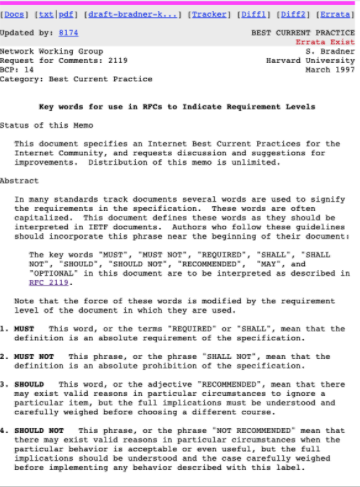 [Docs] [txt|pdf] [draft-bradner-k...] [Tracker] [Diff1] [Diff2] [Errata]
Updated by: 8174 BEST CURRENT PRACTICE
Errata Exist
Network Working Group S. Bradner
Request for Comments: 2119 Harvard University
BCP: 14 March 1997
Category: Best Current Practice
Key words for use in RFCs to Indicate Requirement Levels
Status of this Memo
This document specifies an Internet Best Current Practices for the
Internet Community, and requests discussion and suggestions for
improvements. Distribution of this memo is unlimited.
Abstract
In many standards track documents several words are used to signify
the requirements in the specification. These words are often
capitalized. This document defines these words as they should be
interpreted in IETF documents. Authors who follow these guidelines
should incorporate this phrase near the beginning of their document:
The key words "MUST", "MUST NOT", "REQUIRED", "SHALL", "SHALL
NOT", "SHOULD", "SHOULD NOT", "RECOMMENDED", "MAY", and
"OPTIONAL" in this document are to be interpreted as described in
RFC 2119.
Note that the force of these words is modified by the requirement
level of the document in which they are used.
1. MUST This word, or the terms "REQUIRED" or "SHALL", mean that the
definition is an absolute requirement of the specification.
2. MUST NOT This phrase, or the phrase "SHALL NOT", mean that the
definition is an absolute prohibition of the specification.
3. SHOULD This word, or the adjective "RECOMMENDED", mean that there
may exist valid reasons in particular circumstances to ignore a
particular item, but the full implications must be understood and
carefully weighed before choosing a different course.
4. SHOULD NOT This phrase, or the phrase "NOT RECOMMENDED" mean that
there may exist valid reasons in particular circumstances when the
particular behavior is acceptable or even useful, but the full
implications should be understood and the case carefully weighed
before implementing any behavior described with this label.